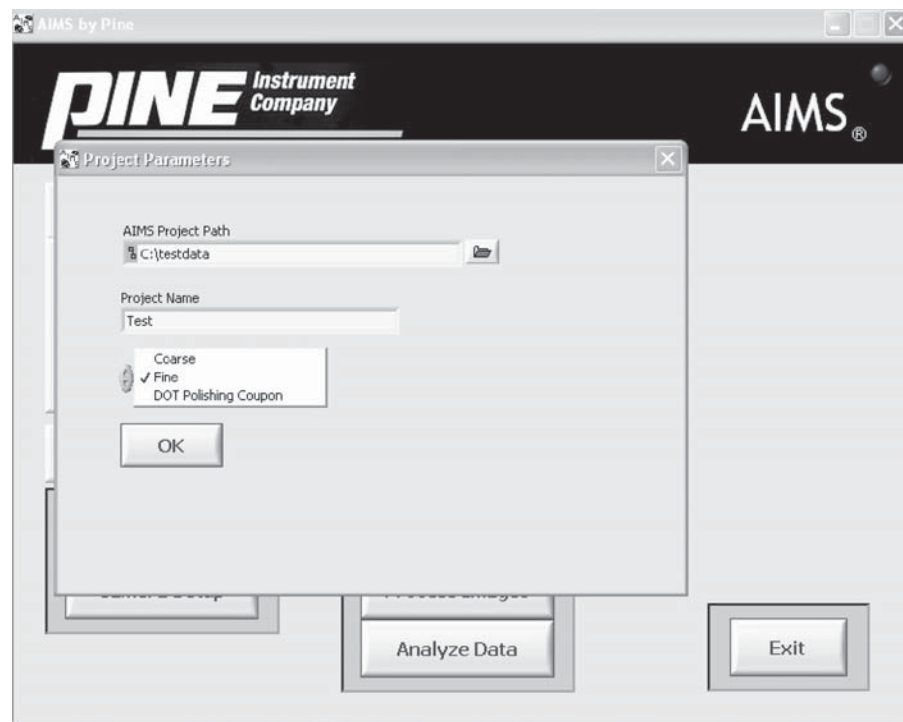 AIMS by Pine
PINE Instrument Company
AIMS®
Project Parameters
AIMS Project Path
C:\testdata
Project Name
Test
Coarse
✓ Fine
DOT Polishing Coupon
OK
Analyze Data
Exit